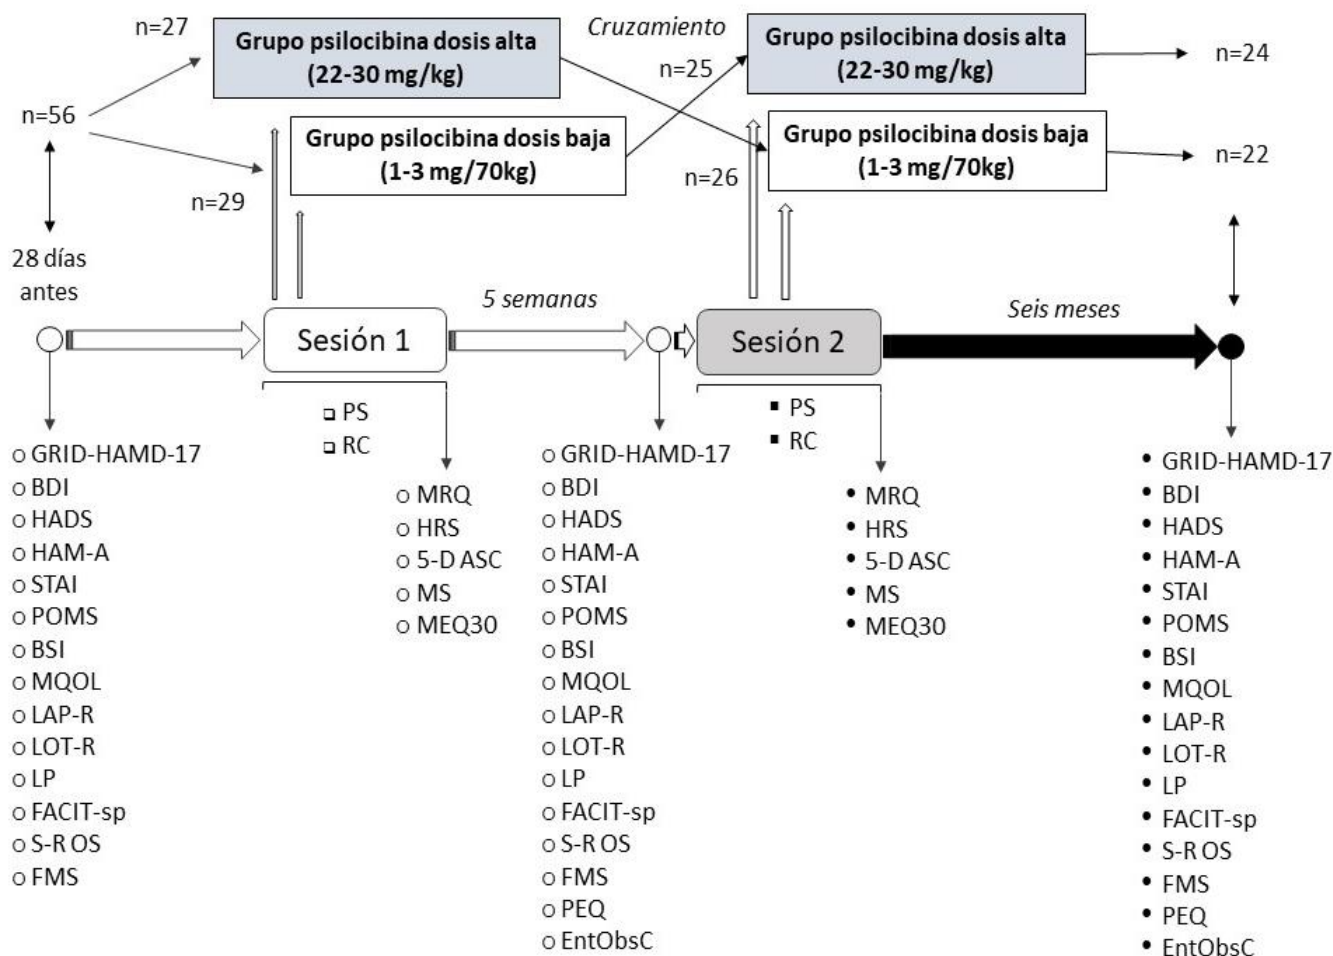 n=27
Grupo psilocibina dosis alta
(22-30 mg/kg)
Cruzamiento
n=25
Grupo psilocibina dosis alta
(22-30 mg/kg)
n=24
n=56
Grupo psilocibina dosis baja
(1-3 mg/70kg)
n=29
n=26
Grupo psilocibina dosis baja
(1-3 mg/70kg)
n=22
28 días
antes
Sesión 1
5 semanas
Sesión 2
Seis meses
PS
RC
PS
RC
GRID-HAMD-17
BDI
HADS
HAM-A
STAI
POMS
BSI
MQOL
LAP-R
LOT-R
LP
FACIT-sp
S-R OS
FMS
MRQ
HRS
5-D ASC
MS
MEQ30
GRID-HAMD-17
BDI
HADS
HAM-A
STAI
POMS
BSI
MQOL
LAP-R
LOT-R
LP
FACIT-sp
S-R OS
FMS
PEQ
EntObsC
MRQ
HRS
5-D ASC
MS
MEQ30
GRID-HAMD-17
BDI
HADS
HAM-A
STAI
POMS
BSI
MQOL
LAP-R
LOT-R
LP
FACIT-sp
S-R OS
FMS
PEQ
EntObsC